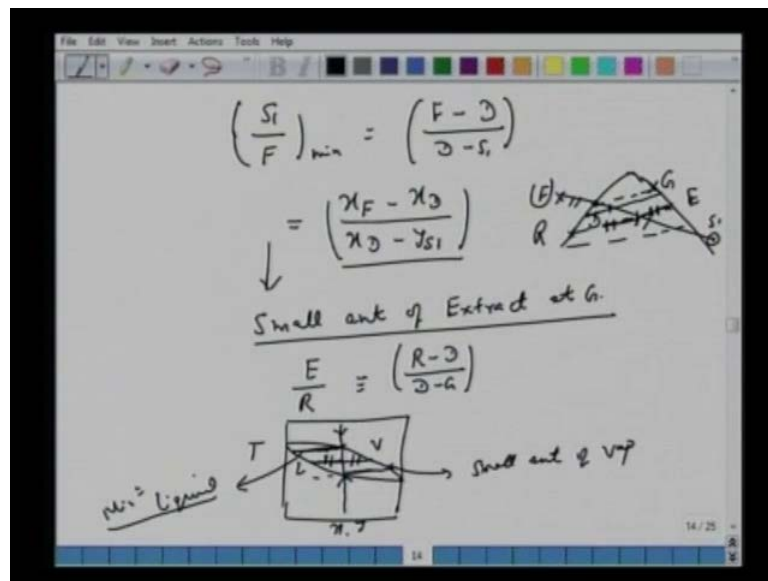 File Edit View Insert Actions Tools Help
(S1/F)min = (F - D / D - S1)
= (xF - xD / xD - yS1)
(F) G E
R D S1
↓
Small amt of Extract at G.
E/R = (R - D / D - G)
T L V
Min^m Liquid
small amt of Vap
x, y
14 / 25
14